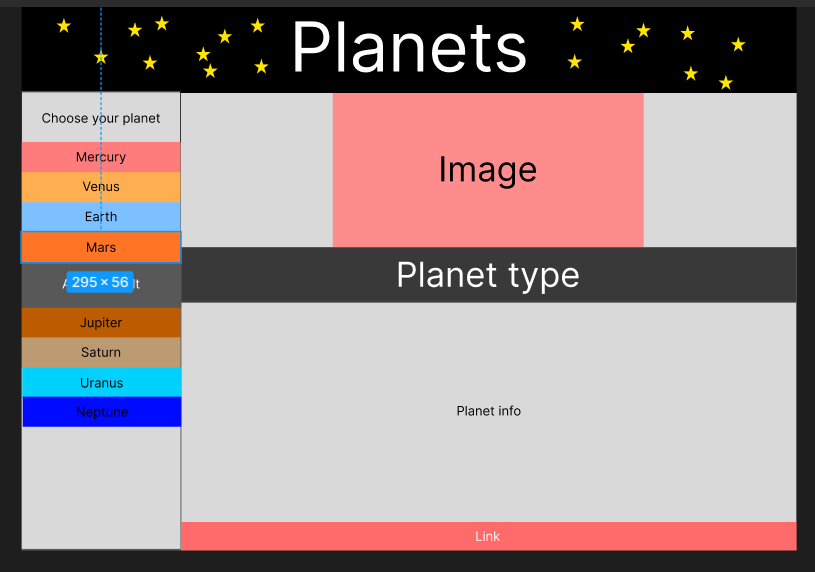 Planets
Choose your planet
Mercury
Venus
Earth
Mars
295 × 56
Jupiter
Saturn
Uranus
Neptune
Image
Planet type
Planet info
Link